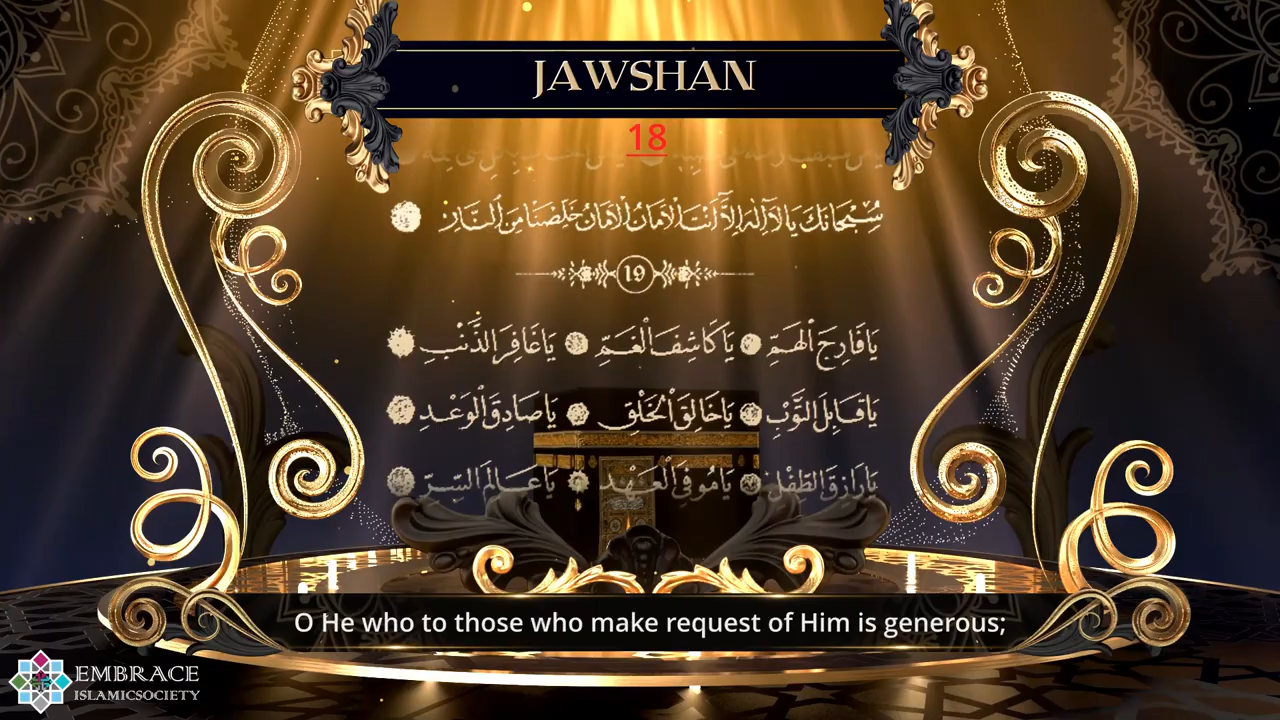 JAWSHAN
18
سُبْحَانَكَ يَا لَآ اِلٰهَ اِلَّآ اَنْتَ الْاَمَانُ الْاَمَانُ خَلِّصْنَا مِنَ النَّارِ
19
يَا فَارِجَ الْهَمِّ يَا كَاشِفَ الْغَمِّ يَا غَافِرَ الذَّنْبِ
يَا قَابِلَ التَّوْبِ يَا خَالِقَ الْخَلْقِ يَا صَادِقَ الْوَعْدِ
يَا رَازِقَ الطِّفْلِ يَا مُوفِىَ الْعَهْدِ يَا عَالِمَ السِّرِّ
O He who to those who make request of Him is generous;
EMBRACE
ISLAMICSOCIETY